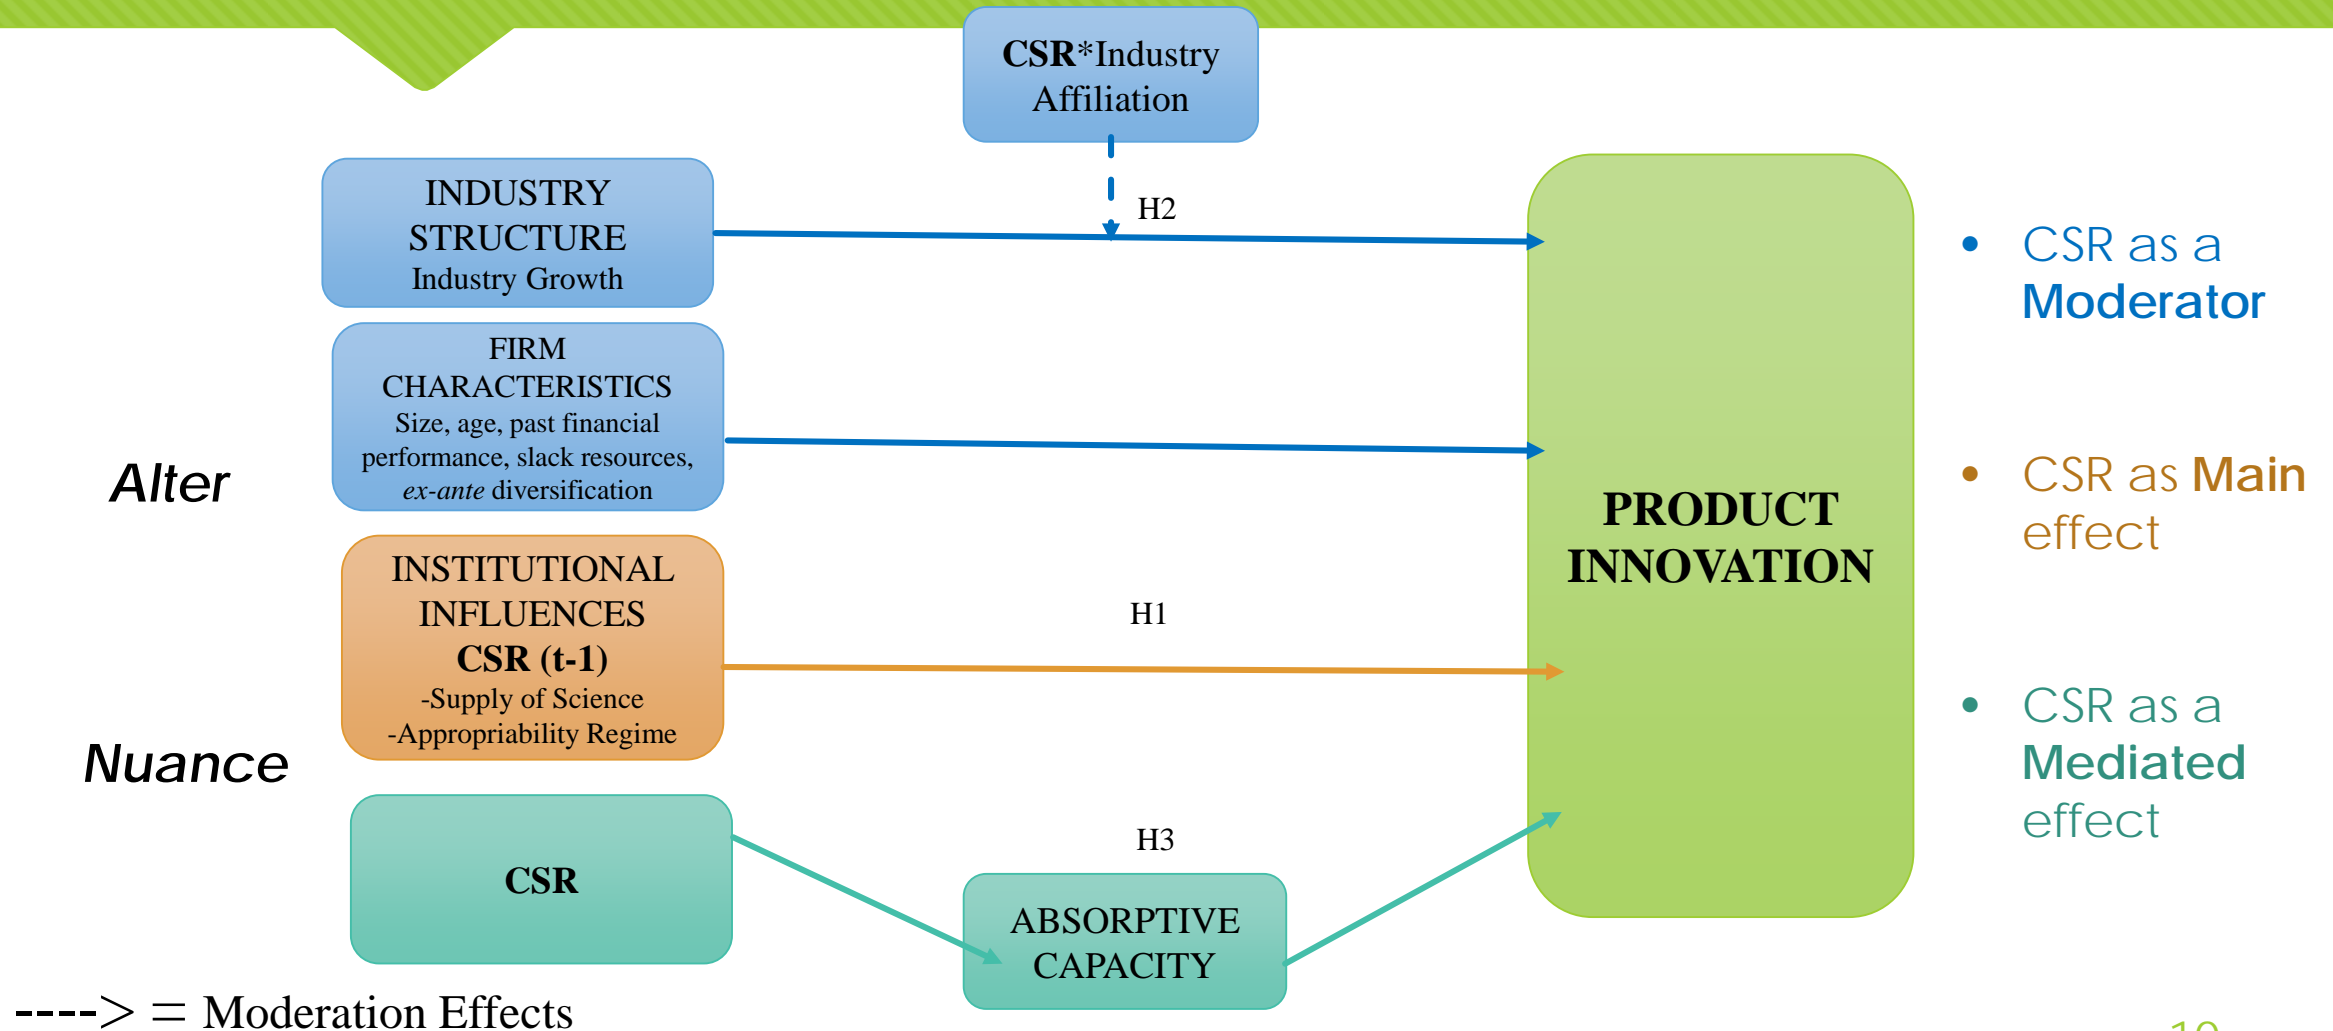 CSR*Industry
Affiliation
INDUSTRY
STRUCTURE
Industry Growth
H2
FIRM
CHARACTERISTICS
Size, age, past financial
performance, slack resources,
ex-ante diversification
Alter
INSTITUTIONAL
INFLUENCES
CSR (t-1)
-Supply of Science
-Appropriability Regime
H1
Nuance
CSR
H3
ABSORPTIVE
CAPACITY
PRODUCT
INNOVATION
• CSR as a
Moderator
• CSR as Main
effect
• CSR as a
Mediated
effect
----> = Moderation Effects